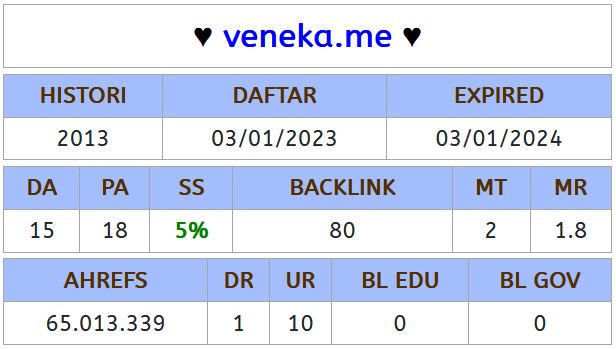 ♥ veneka.me ♥
HISTORI DAFTAR EXPIRED
2013 03/01/2023 03/01/2024
DA PA SS BACKLINK MT MR
15 18 5% 80 2 1.8
AHREFS DR UR BL EDU BL GOV
65.013.339 1 10 0 0